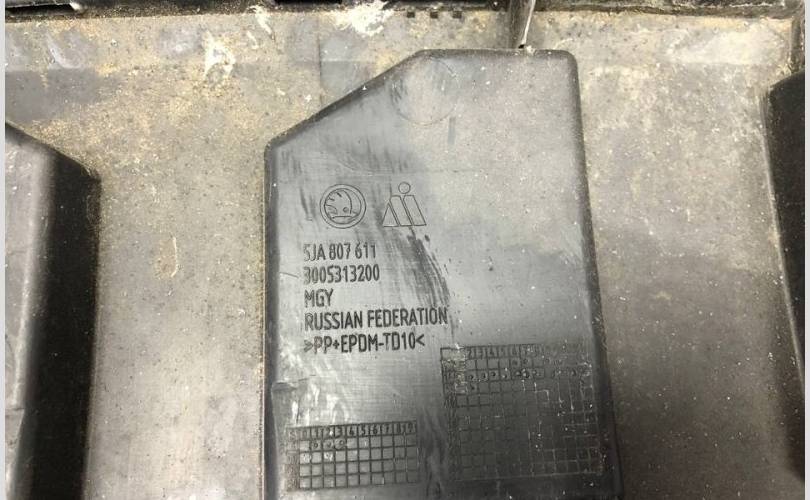 5JA 807 611
3005313200
MGY
RUSSIAN FEDERATION
>PP+EPDM-TD10<